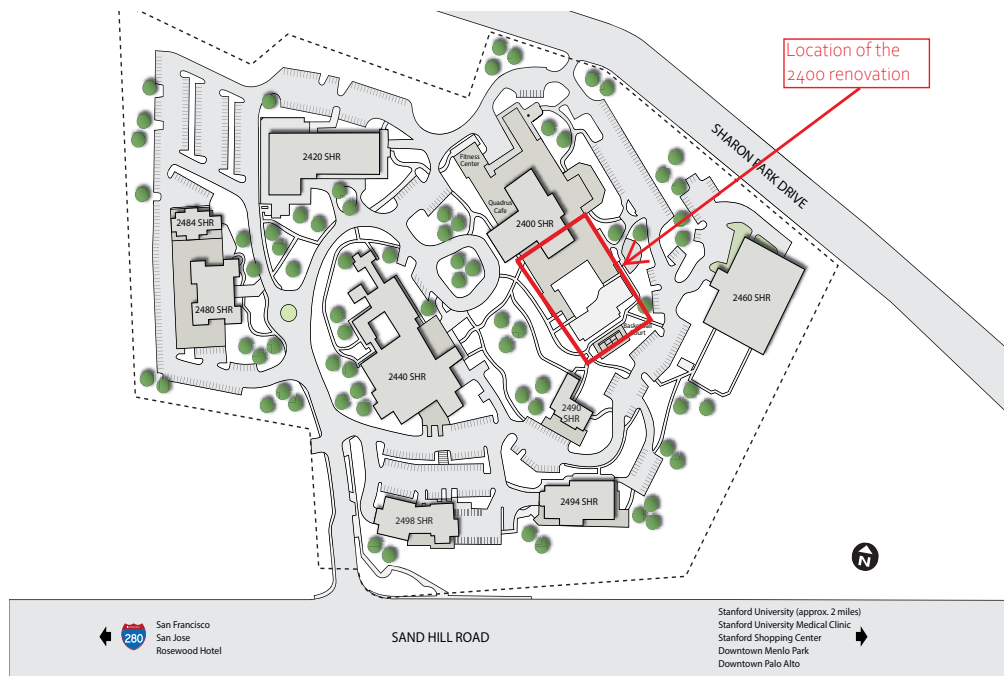 Location of the
2400 renovation
SHARON PARK DRIVE
2420 SHR
Fitness
Center
Quadrus
Cafe
2400 SHR
2484 SHR
2480 SHR
2460 SHR
Basketball
Court
2440 SHR
2490
SHR
2494 SHR
2498 SHR
N
280
San Francisco
San Jose
Rosewood Hotel
SAND HILL ROAD
Stanford University (approx. 2 miles)
Stanford University Medical Clinic
Stanford Shopping Center
Downtown Menlo Park
Downtown Palo Alto